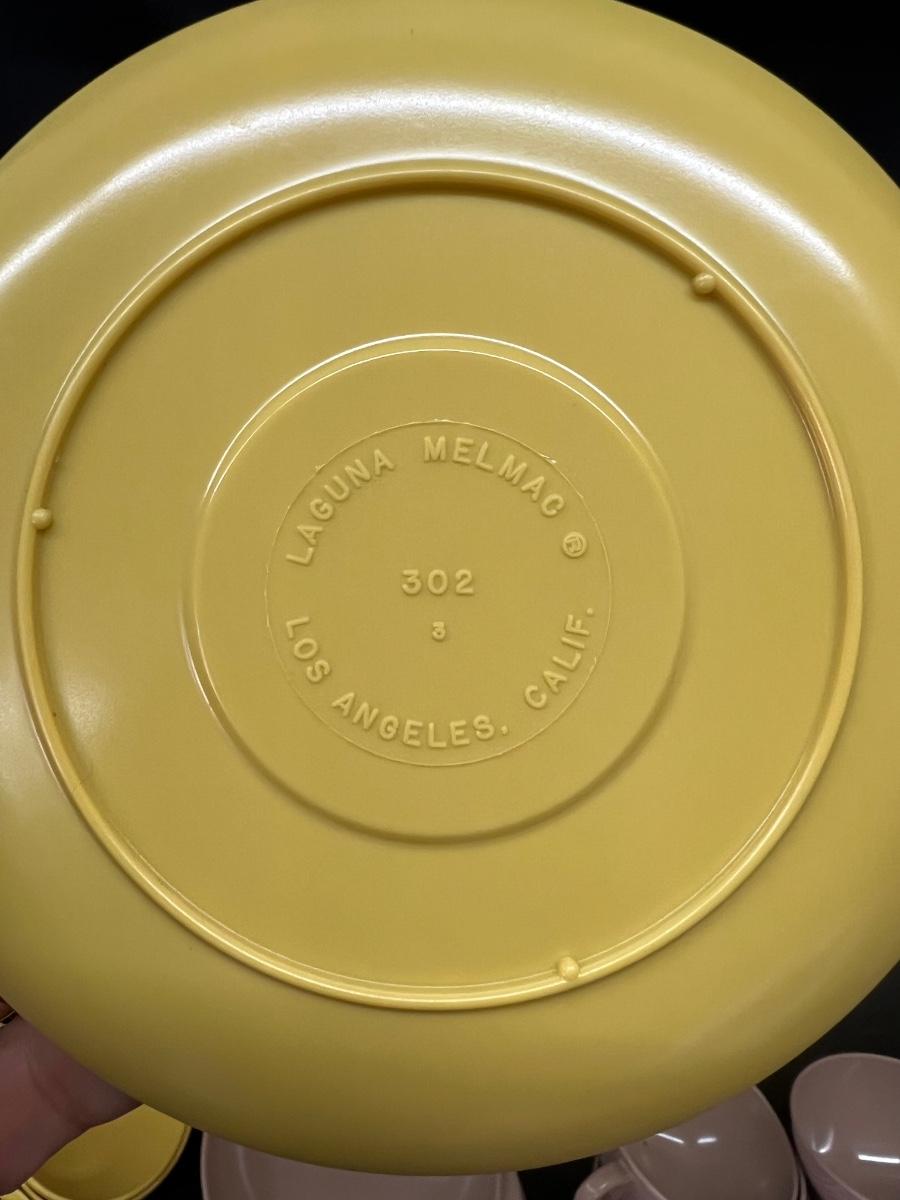 LAGUNA MELMAC ®
302
3
LOS ANGELES, CALIF.